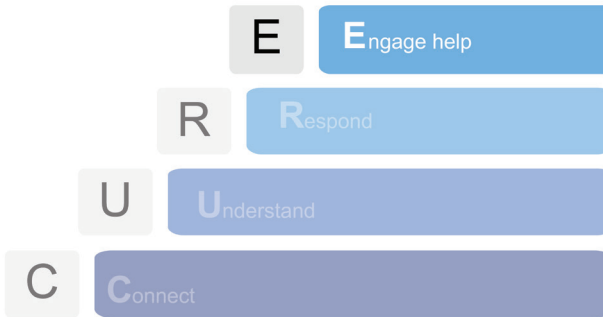 E Engage help
R Respond
U Understand
C Connect